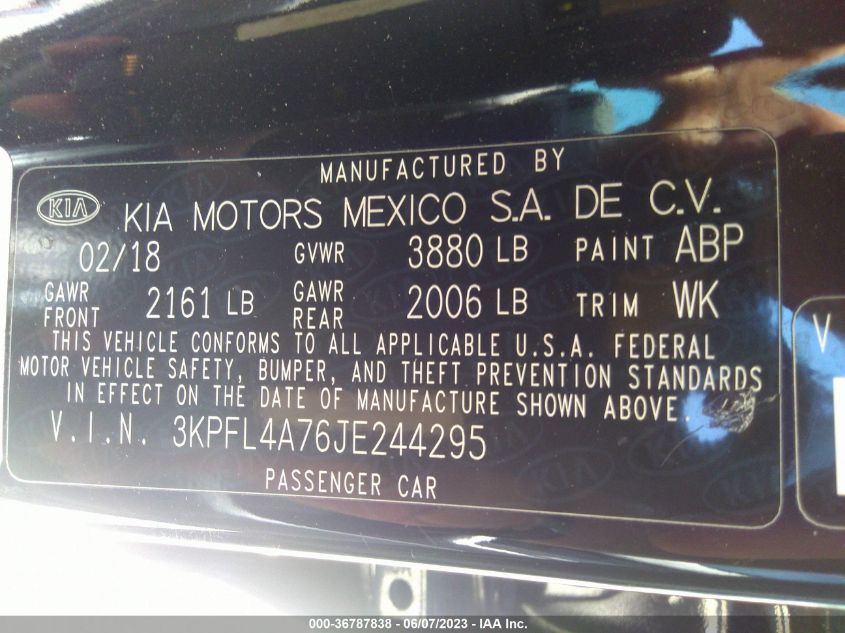 MANUFACTURED BY
KIA KIA MOTORS MEXICO S.A. DE C.V.
02/18 GVWR 3880 LB PAINT ABP
GAWR FRONT 2161 LB GAWR REAR 2006 LB TRIM WK
THIS VEHICLE CONFORMS TO ALL APPLICABLE U.S.A. FEDERAL
MOTOR VEHICLE SAFETY, BUMPER, AND THEFT PREVENTION STANDARDS
IN EFFECT ON THE DATE OF MANUFACTURE SHOWN ABOVE.
V.I.N. 3KPFL4A76JE244295
PASSENGER CAR
V
000-36787838 - 06/07/2023 - IAA Inc.